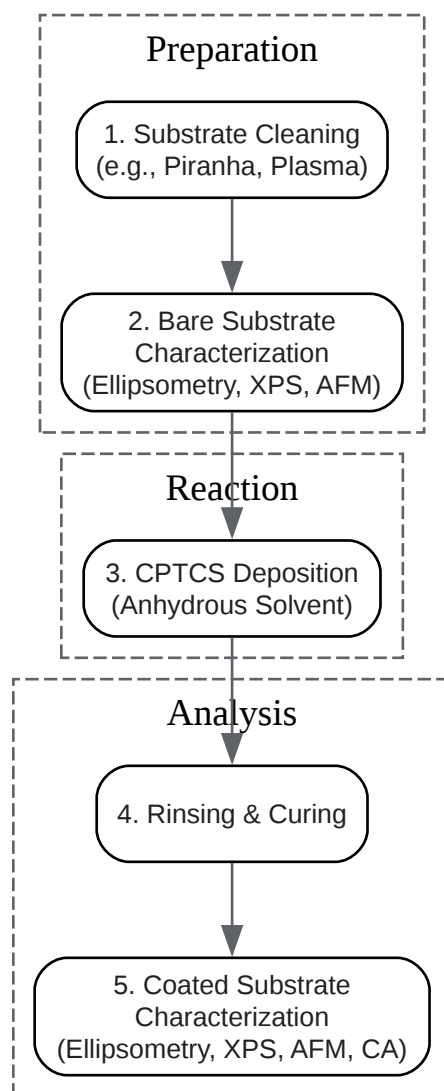 Preparation
1. Substrate Cleaning
(e.g., Piranha, Plasma)
2. Bare Substrate
Characterization
(Ellipsometry, XPS, AFM)
Reaction
3. CPTCS Deposition
(Anhydrous Solvent)
Analysis
4. Rinsing & Curing
5. Coated Substrate
Characterization
(Ellipsometry, XPS, AFM, CA)